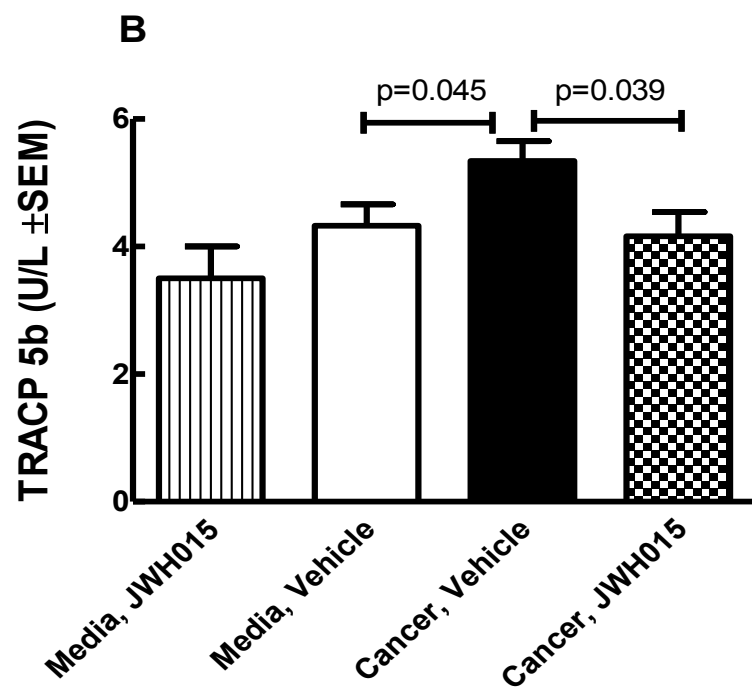 B
p=0.045
p=0.039
TRACP 5b (U/L ±SEM)
6
4
2
0
Media, JWH015
Media, Vehicle
Cancer, Vehicle
Cancer, JWH015